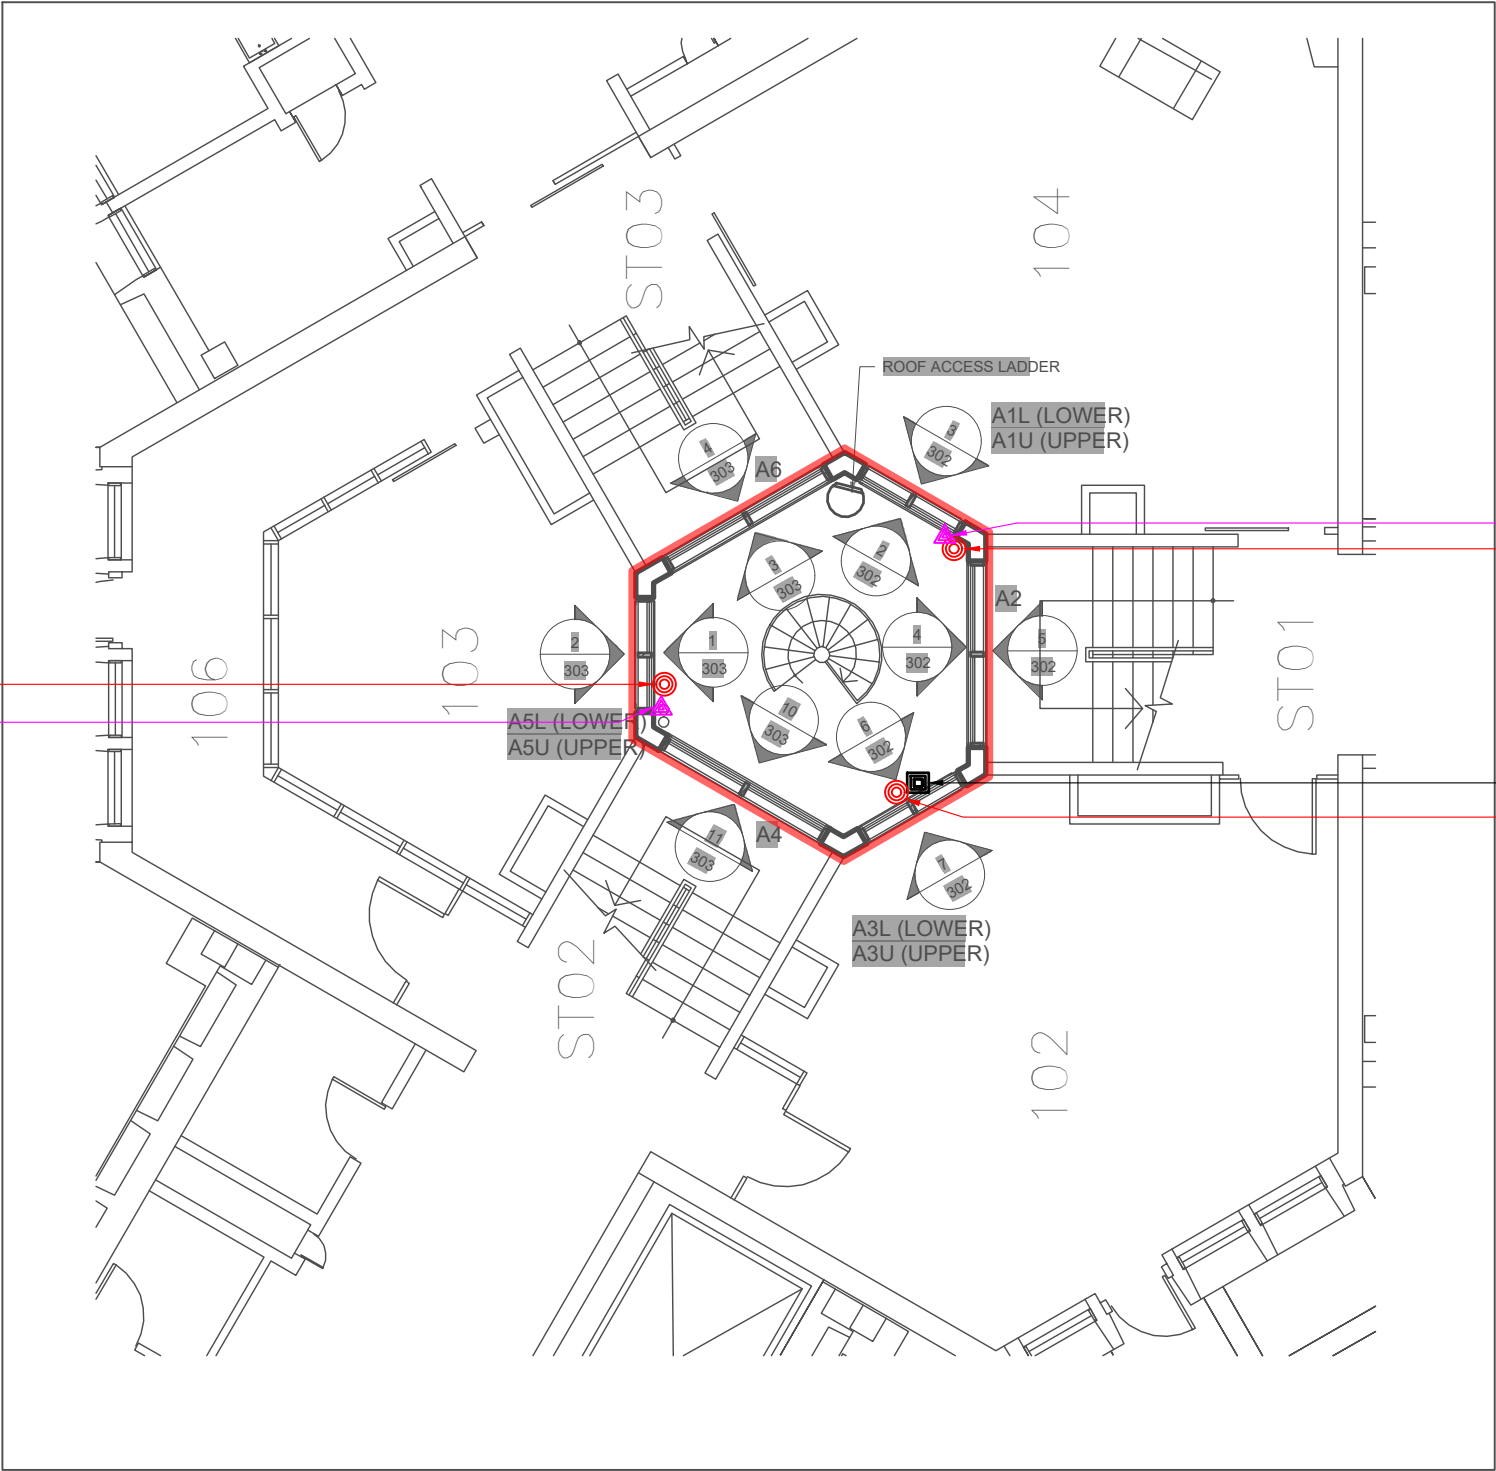 ST03
104
ROOF ACCESS LADDER
A1L (LOWER)
A1U (UPPER)
3
302
4
303
A6
2
302
3
303
A2
ST01
106
103
2
303
1
303
4
302
5
302
A5L (LOWER)
A5U (UPPER)
10
303
6
302
11
303
A4
7
302
A3L (LOWER)
A3U (UPPER)
ST02
102